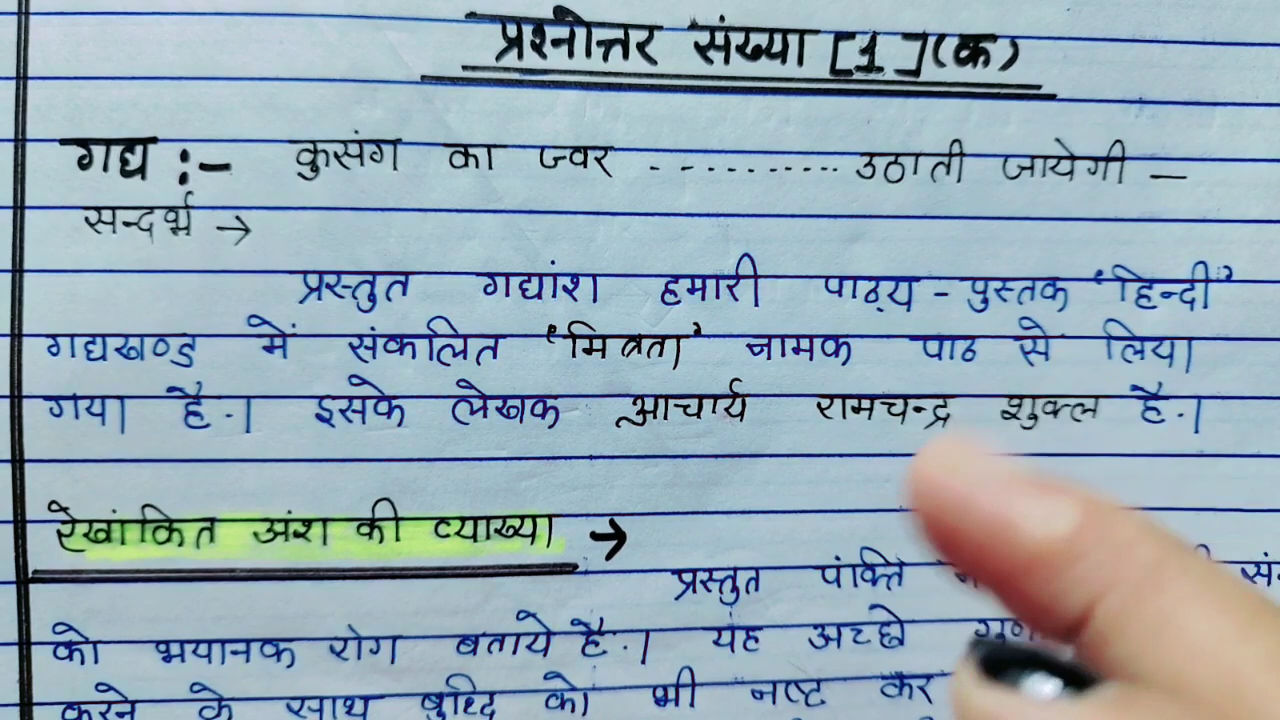 प्रश्नोत्तर संख्या [1](क)
गद्य :- कुसंग का ज्वर ---------- उठाती जायेगी –
सन्दर्भ →
प्रस्तुत गद्यांश हमारी पाठ्य-पुस्तक 'हिन्दी'
गद्यखण्ड में संकलित 'मित्रता' नामक पाठ से लिया
गया है.। इसके लेखक आचार्य रामचन्द्र शुक्ल है.।
रेखांकित अंश की व्याख्या →
प्रस्तुत पंक्ति
को भयानक रोग बताये है.। यह अच्छे
करने के साथ बुध्दि को भी नष्ट कर